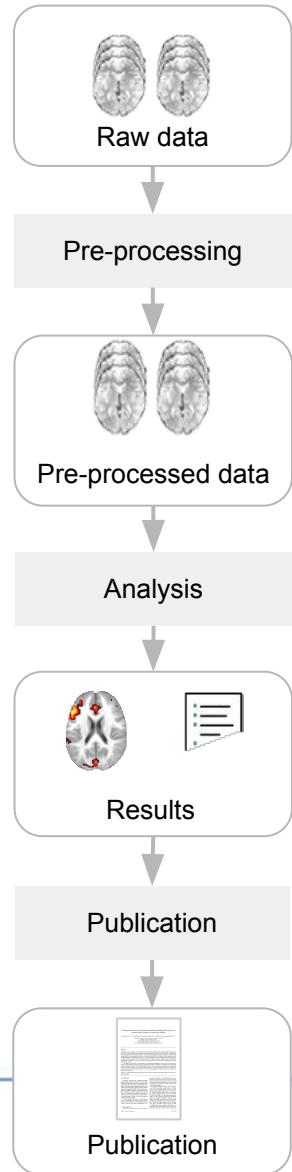 Raw data
Pre-processing
Pre-processed data
Analysis
Results
Publication
Publication